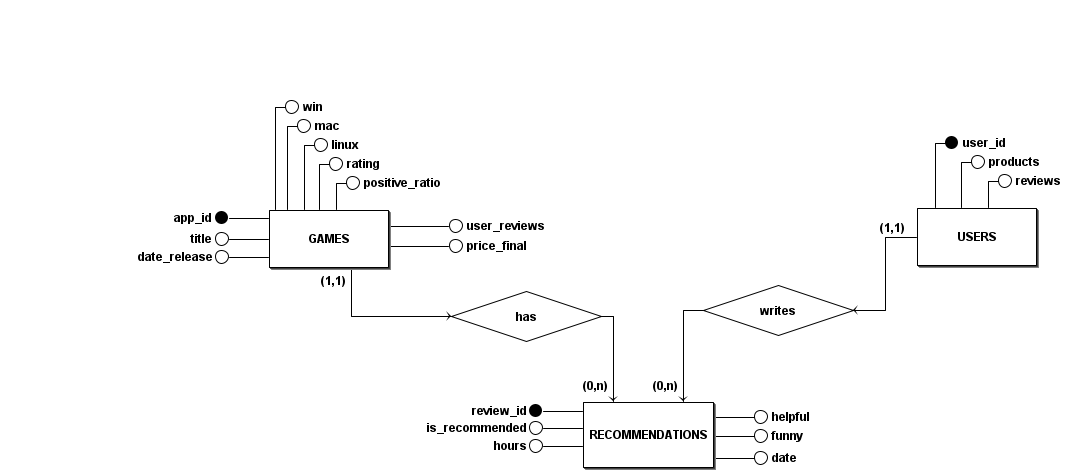 win
mac
linux
rating
positive_ratio
app_id
title
date_release
GAMES
user_reviews
price_final
(1,1)
user_id
products
reviews
USERS
(1,1)
has
writes
(0,n)
(0,n)
review_id
is_recommended
hours
RECOMMENDATIONS
helpful
funny
date